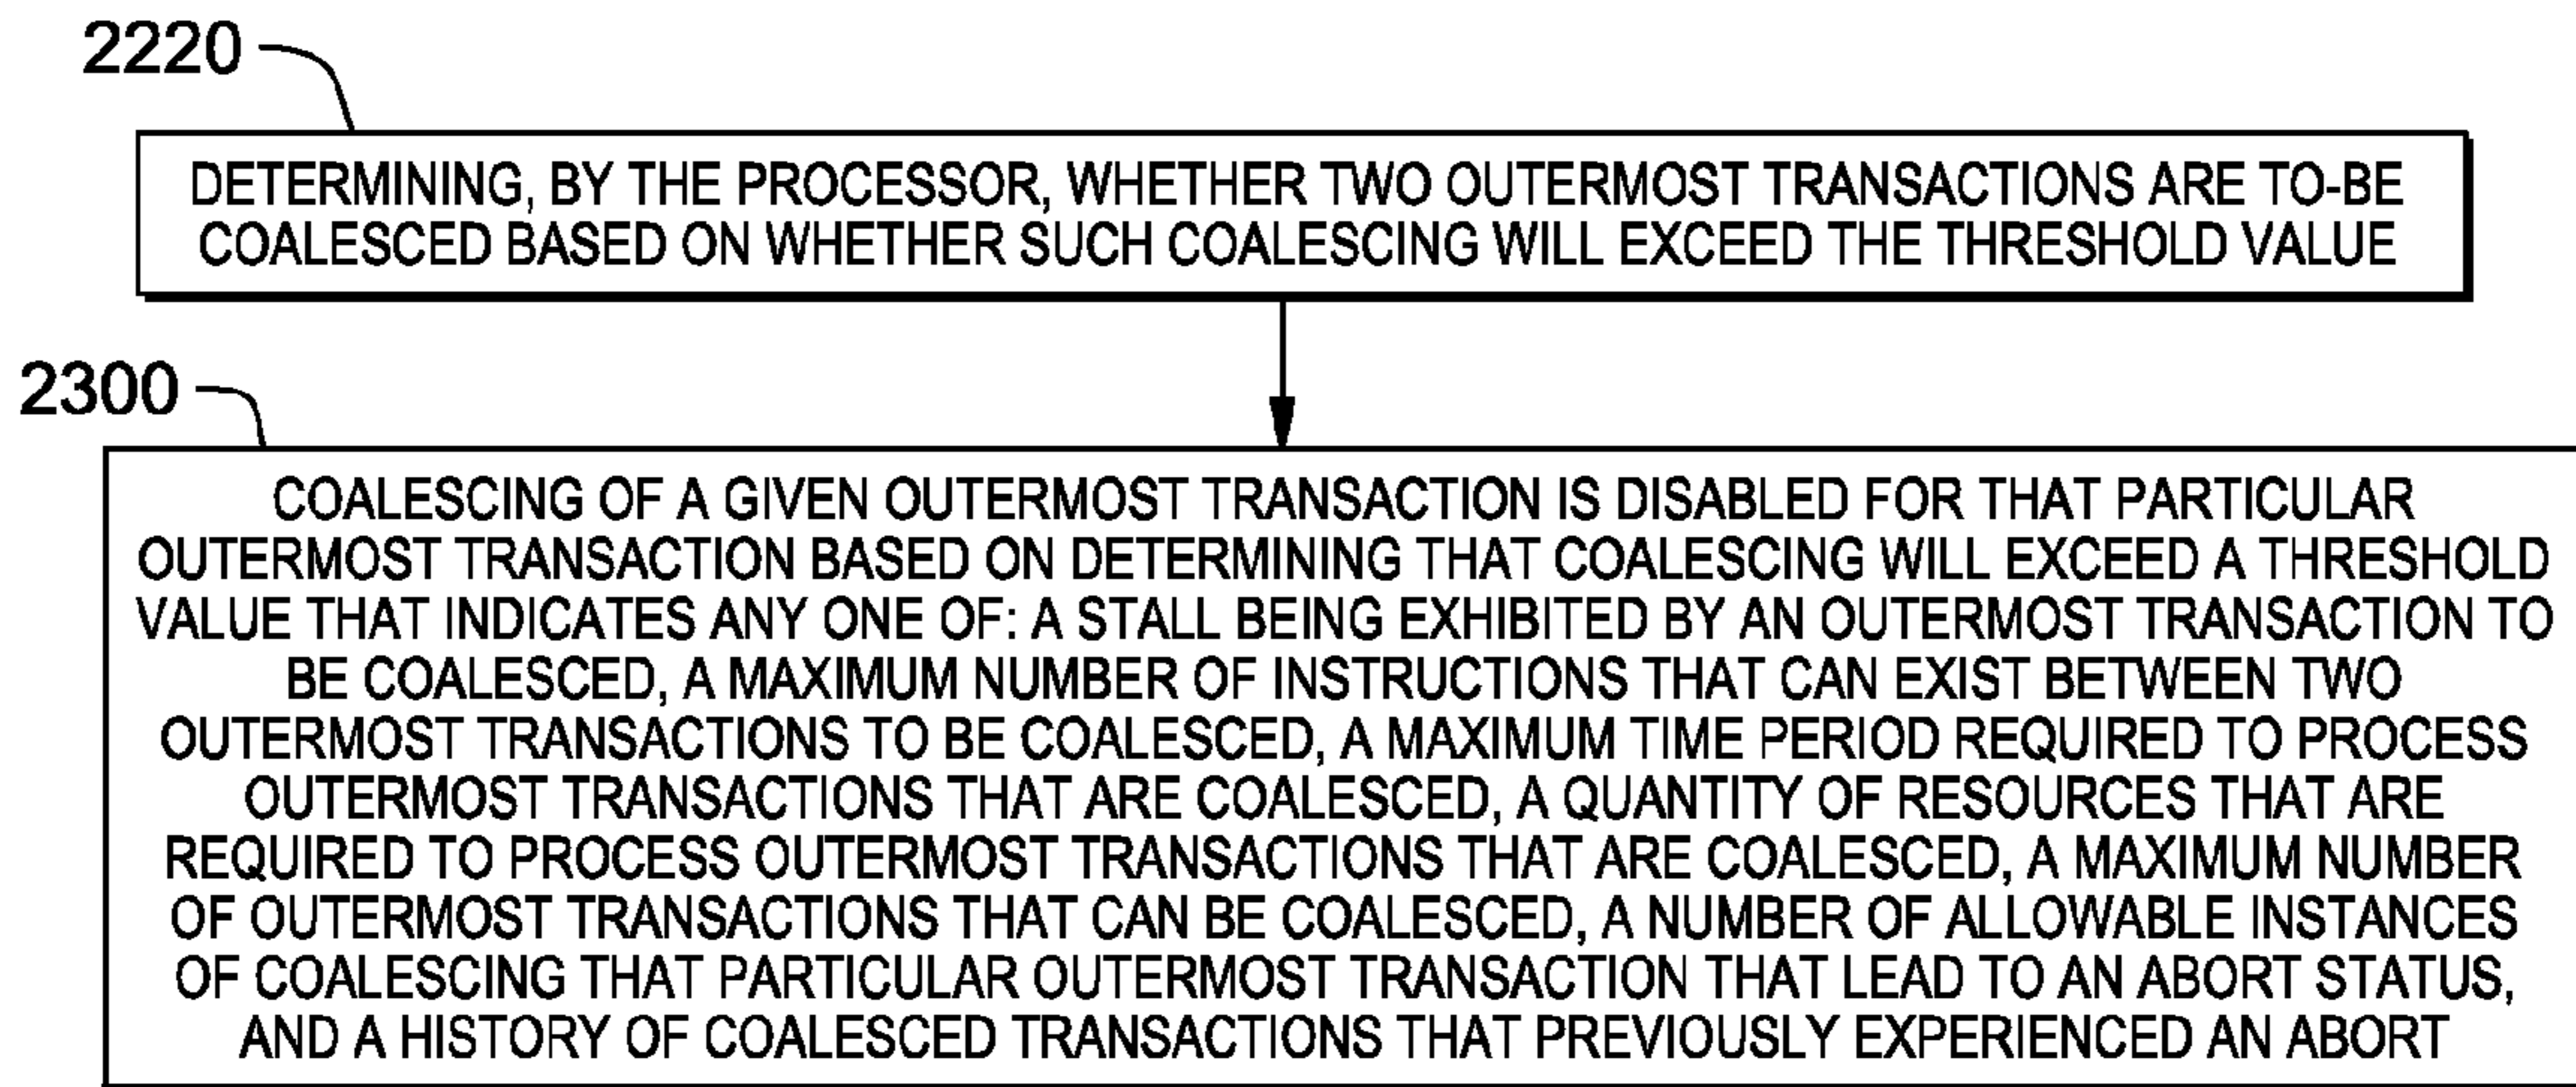 2220
DETERMINING, BY THE PROCESSOR, WHETHER TWO OUTERMOST TRANSACTIONS ARE TO-BE
COALESCED BASED ON WHETHER SUCH COALESCING WILL EXCEED THE THRESHOLD VALUE
2300
COALESCING OF A GIVEN OUTERMOST TRANSACTION IS DISABLED FOR THAT PARTICULAR
OUTERMOST TRANSACTION BASED ON DETERMINING THAT COALESCING WILL EXCEED A THRESHOLD
VALUE THAT INDICATES ANY ONE OF: A STALL BEING EXHIBITED BY AN OUTERMOST TRANSACTION TO
BE COALESCED, A MAXIMUM NUMBER OF INSTRUCTIONS THAT CAN EXIST BETWEEN TWO
OUTERMOST TRANSACTIONS TO BE COALESCED, A MAXIMUM TIME PERIOD REQUIRED TO PROCESS
OUTERMOST TRANSACTIONS THAT ARE COALESCED, A QUANTITY OF RESOURCES THAT ARE
REQUIRED TO PROCESS OUTERMOST TRANSACTIONS THAT ARE COALESCED, A MAXIMUM NUMBER
OF OUTERMOST TRANSACTIONS THAT CAN BE COALESCED, A NUMBER OF ALLOWABLE INSTANCES
OF COALESCING THAT PARTICULAR OUTERMOST TRANSACTION THAT LEAD TO AN ABORT STATUS,
AND A HISTORY OF COALESCED TRANSACTIONS THAT PREVIOUSLY EXPERIENCED AN ABORT